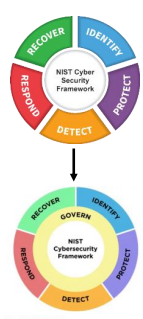 RECOVER
IDENTIFY
NIST Cyber
Security
Framework
RESPOND
PROTECT
DETECT
RECOVER
IDENTIFY
GOVERN
NIST
Cybersecurity
Framework
RESPOND
PROTECT
DETECT